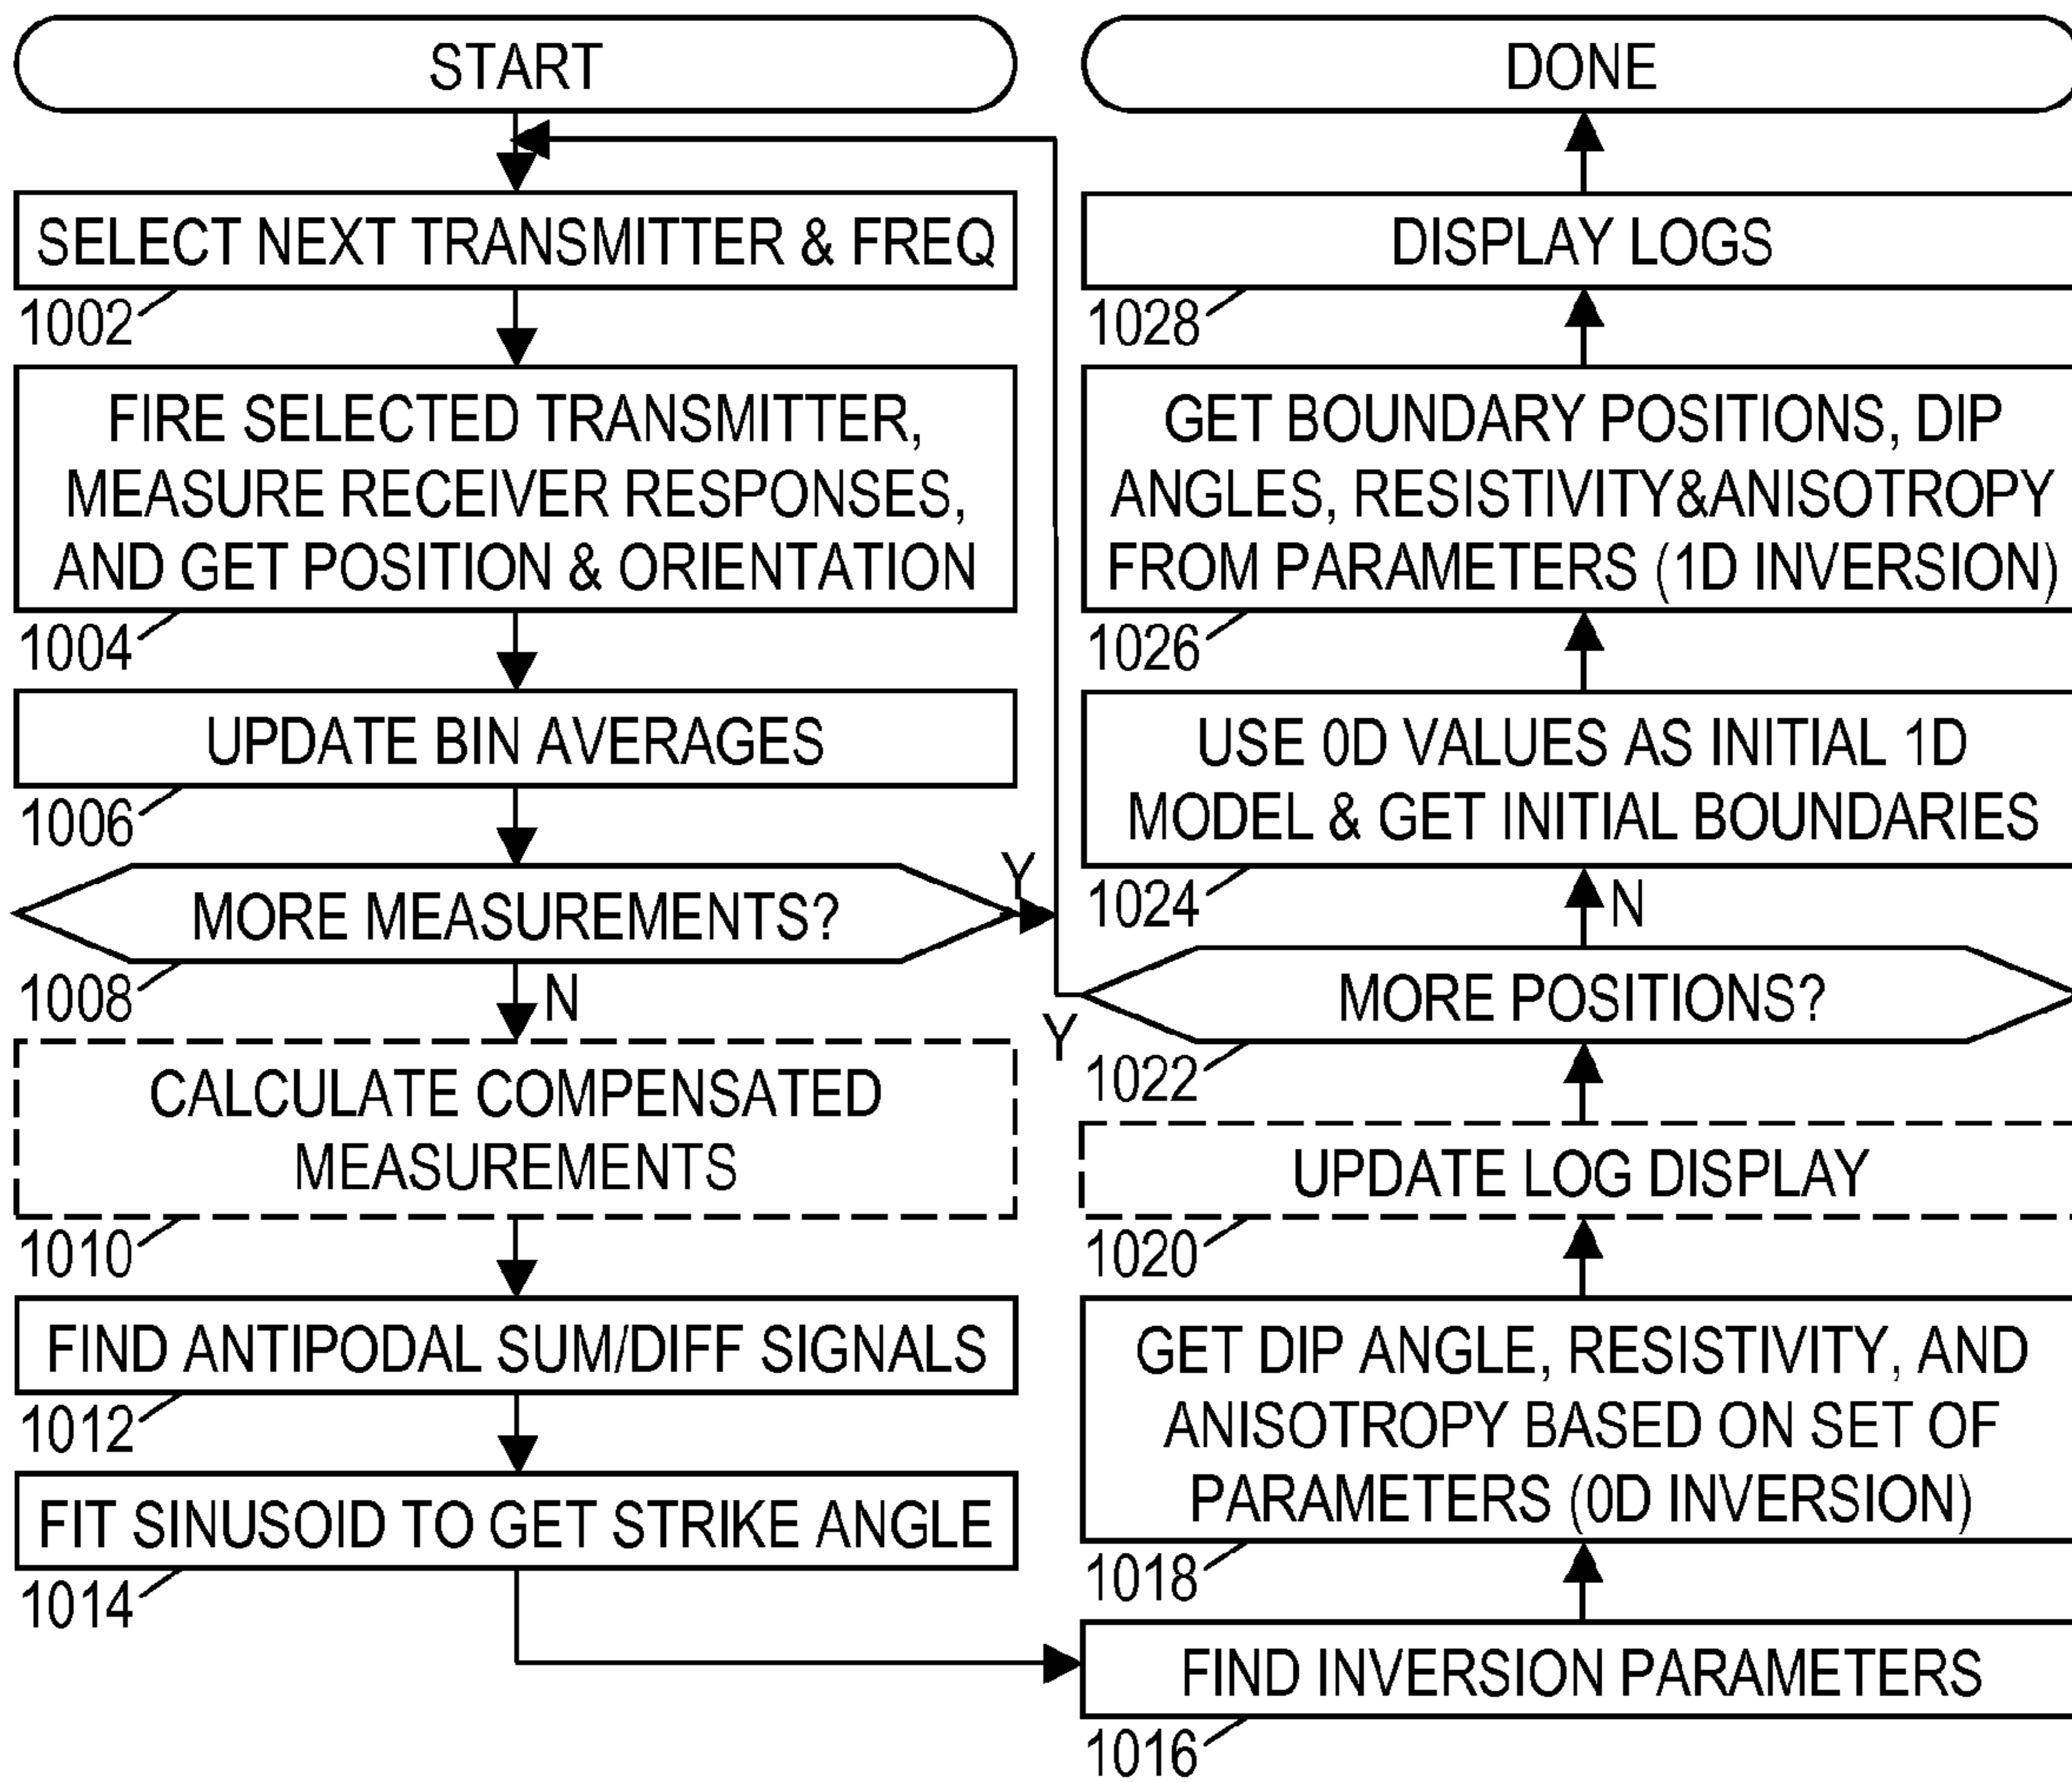 START
SELECT NEXT TRANSMITTER & FREQ
1002
FIRE SELECTED TRANSMITTER,
MEASURE RECEIVER RESPONSES,
AND GET POSITION & ORIENTATION
1004
UPDATE BIN AVERAGES
1006
MORE MEASUREMENTS?
Y
1008
N
CALCULATE COMPENSATED
MEASUREMENTS
1010
FIND ANTIPODAL SUM/DIFF SIGNALS
1012
FIT SINUSOID TO GET STRIKE ANGLE
1014
DONE
DISPLAY LOGS
1028
GET BOUNDARY POSITIONS, DIP
ANGLES, RESISTIVITY&ANISOTROPY
FROM PARAMETERS (1D INVERSION)
1026
USE 0D VALUES AS INITIAL 1D
MODEL & GET INITIAL BOUNDARIES
1024
N
MORE POSITIONS?
Y
1022
UPDATE LOG DISPLAY
1020
GET DIP ANGLE, RESISTIVITY, AND
ANISOTROPY BASED ON SET OF
PARAMETERS (0D INVERSION)
1018
FIND INVERSION PARAMETERS
1016